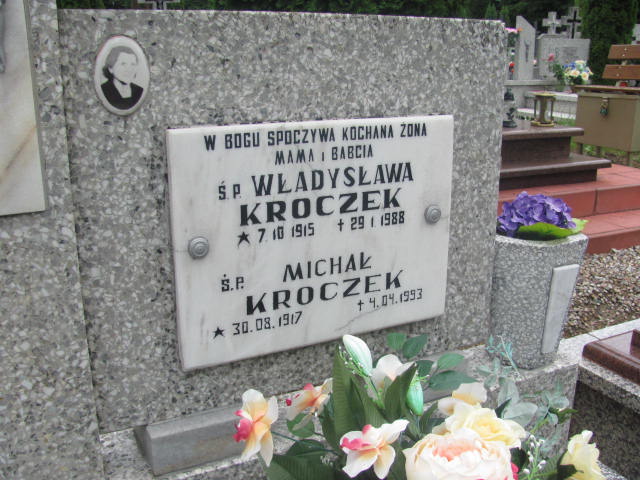 W BOGU SPOCZYWA KOCHANA ŻONA
MAMA I BABCIA
Ś.P. WŁADYSŁAWA
KROCZEK
★ 7.10 1915 ✝ 29.1.1988
Ś.P. MICHAŁ
KROCZEK
★ 30.08.1917 ✝ 4.04.1993